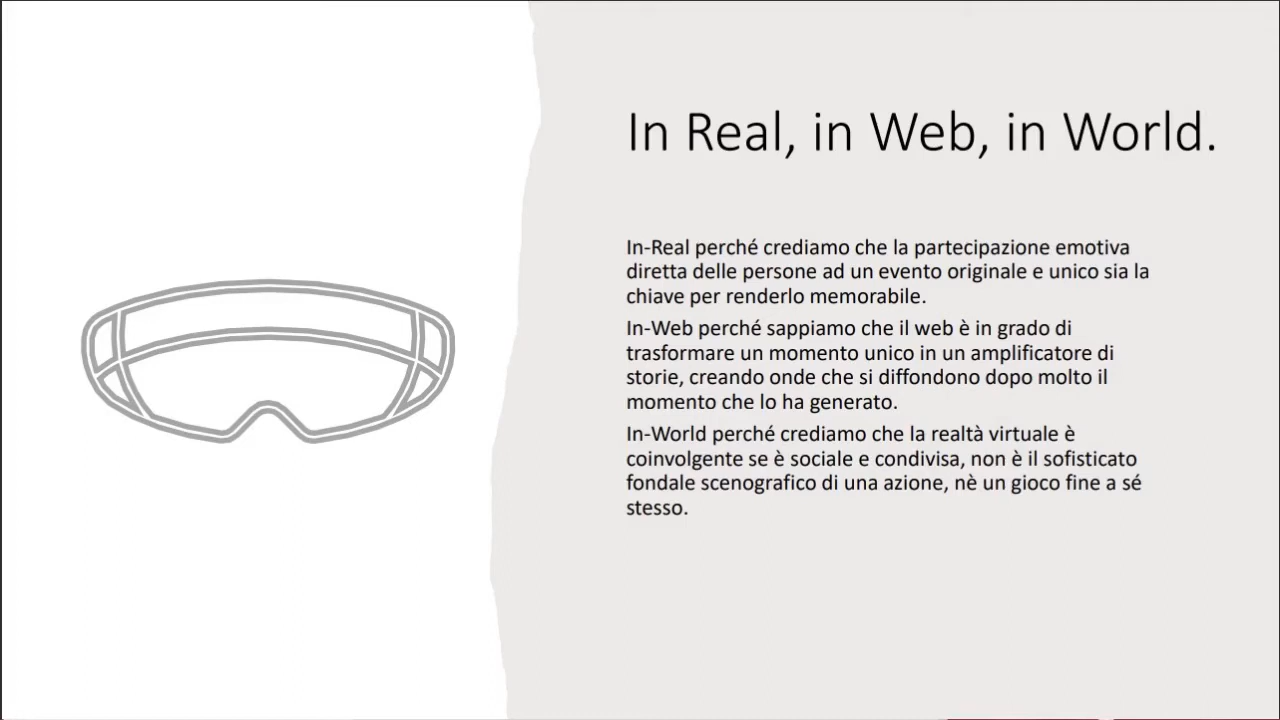 In Real, in Web, in World.
In-Real perché crediamo che la partecipazione emotiva
diretta delle persone ad un evento originale e unico sia la
chiave per renderlo memorabile.
In-Web perché sappiamo che il web è in grado di
trasformare un momento unico in un amplificatore di
storie, creando onde che si diffondono dopo molto il
momento che lo ha generato.
In-World perché crediamo che la realtà virtuale è
coinvolgente se è sociale e condivisa, non è il sofisticato
fondale scenografico di una azione, nè un gioco fine a sé
stesso.